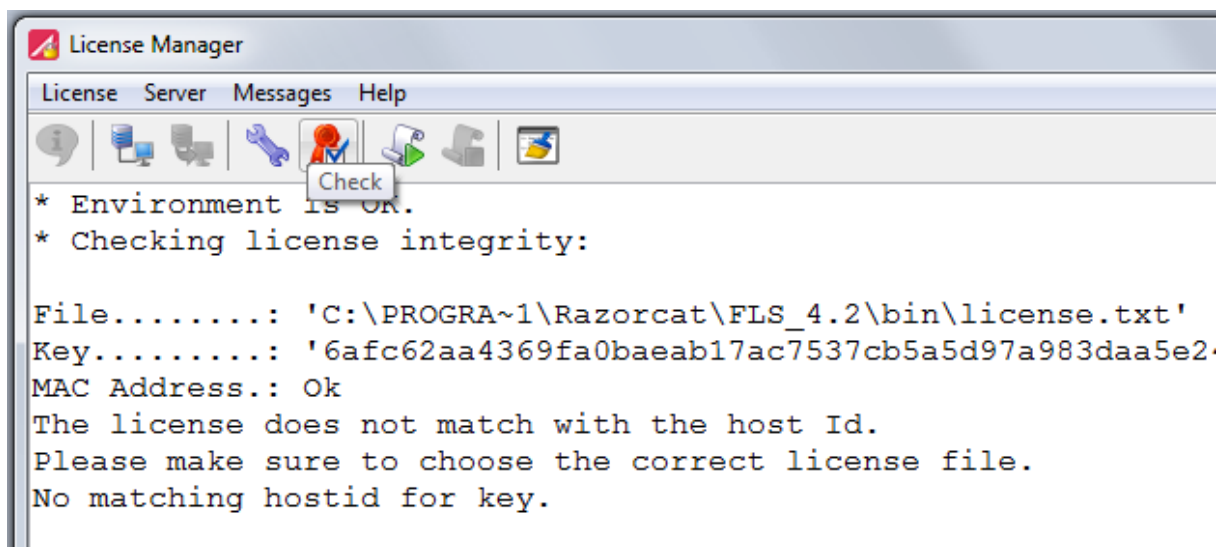 License Manager
License Server Messages Help
Check
* Environment is OK.
* Checking license integrity:
File........: 'C:\PROGRA~1\Razorcat\FLS_4.2\bin\license.txt'
Key.........: '6afc62aa4369fa0baeab17ac7537cb5a5d97a983daa5e24
MAC Address.: Ok
The license does not match with the host Id.
Please make sure to choose the correct license file.
No matching hostid for key.